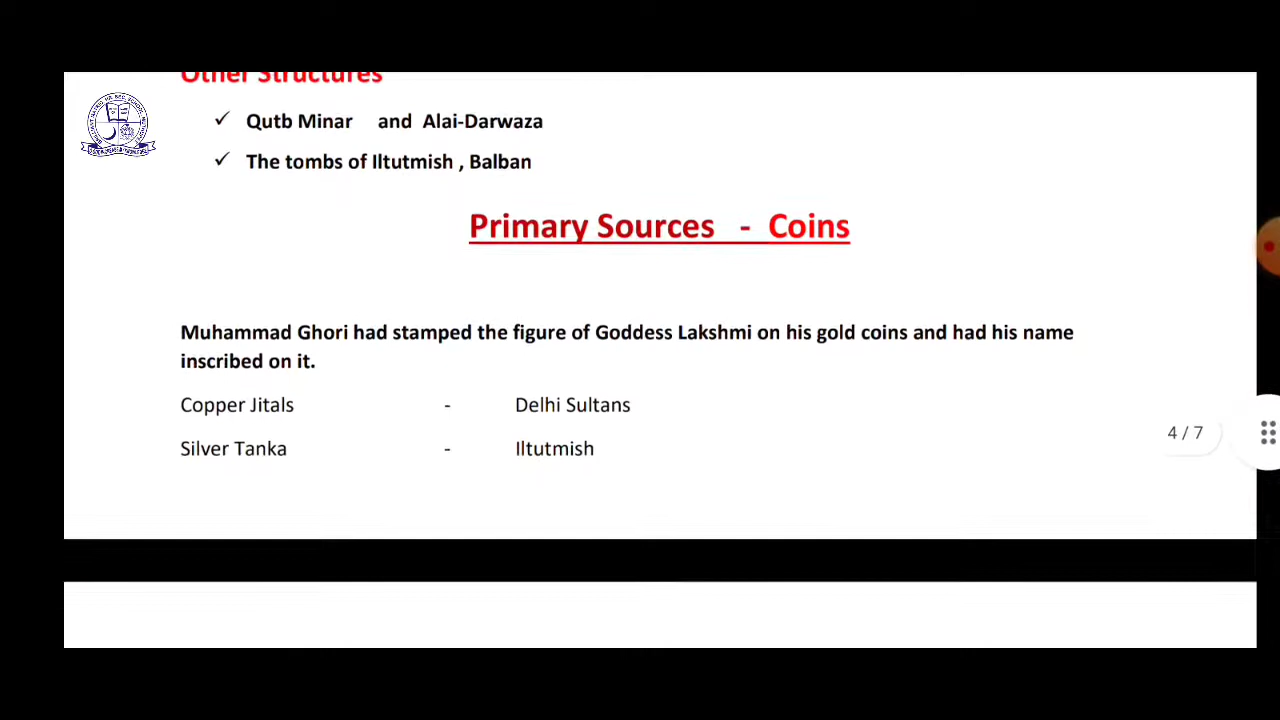 Other Structures
✓ Qutb Minar and Alai-Darwaza
✓ The tombs of Iltutmish , Balban
Primary Sources - Coins
Muhammad Ghori had stamped the figure of Goddess Lakshmi on his gold coins and had his name
inscribed on it.
Copper Jitals - Delhi Sultans
Silver Tanka - Iltutmish
4 / 7